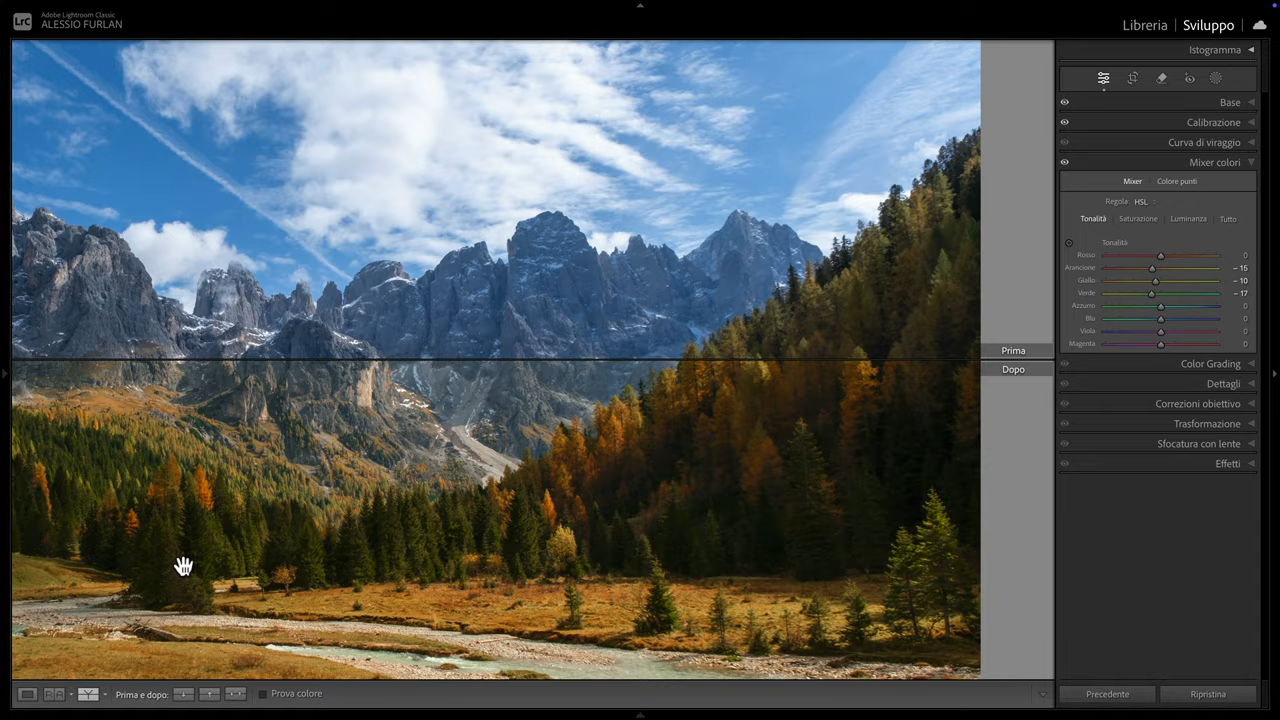 LrC
Adobe Lightroom Classic
ALESSIO FURLAN
Libreria
Sviluppo
Istogramma
Base
Calibrazione
Curva di viraggio
Mixer colori
Mixer
Colore punti
Regola: HSL
Tonalità
Saturazione
Luminanza
Tutto
Tonalità
Rosso 0
Arancione – 15
Giallo – 10
Verde – 17
Azzurro 0
Blu 0
Viola 0
Magenta 0
Prima
Dopo
Color Grading
Dettagli
Correzioni obiettivo
Trasformazione
Sfocatura con lente
Effetti
Prima e dopo:
Prova colore
Precedente
Ripristina